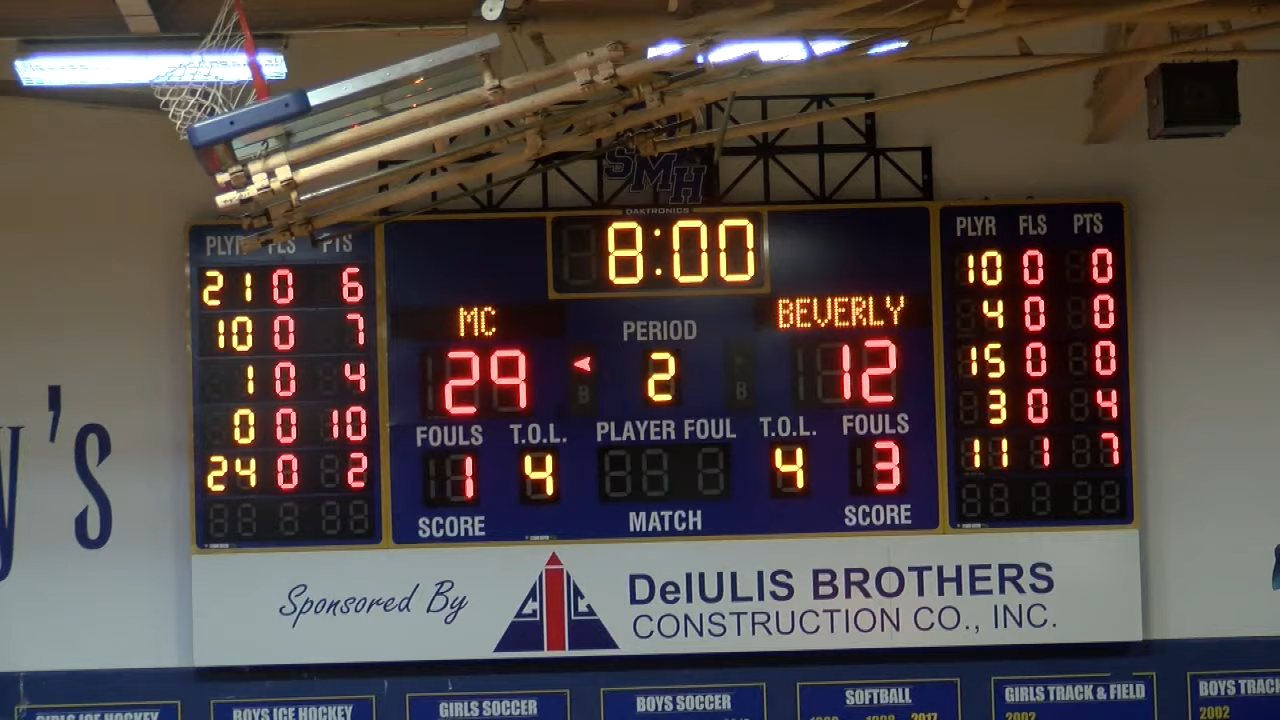 SMH
DAKTRONICS
8:00
PLYR FLS PTS
21 0 6
10 0 7
1 0 4
0 0 10
24 0 2
MC
29
PERIOD
2
BEVERLY
12
B
B
FOULS T.O.L. PLAYER FOUL T.O.L. FOULS
1 4 4 3
SCORE MATCH SCORE
PLYR FLS PTS
10 0 0
4 0 0
15 0 0
3 0 4
11 1 7
y's
Sponsored By
DeIULIS BROTHERS
CONSTRUCTION CO., INC.
GIRLS ICE HOCKEY
BOYS ICE HOCKEY
GIRLS SOCCER
BOYS SOCCER
SOFTBALL
2017
GIRLS TRACK & FIELD
2002
BOYS TRACK
2002